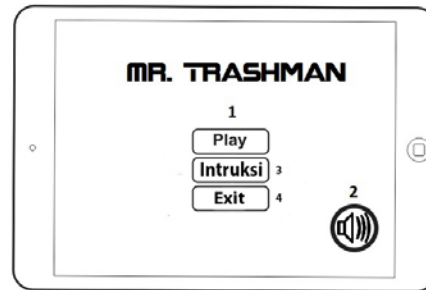 MR. TRASHMAN
1
Play
Intruksi 3
Exit 4
2